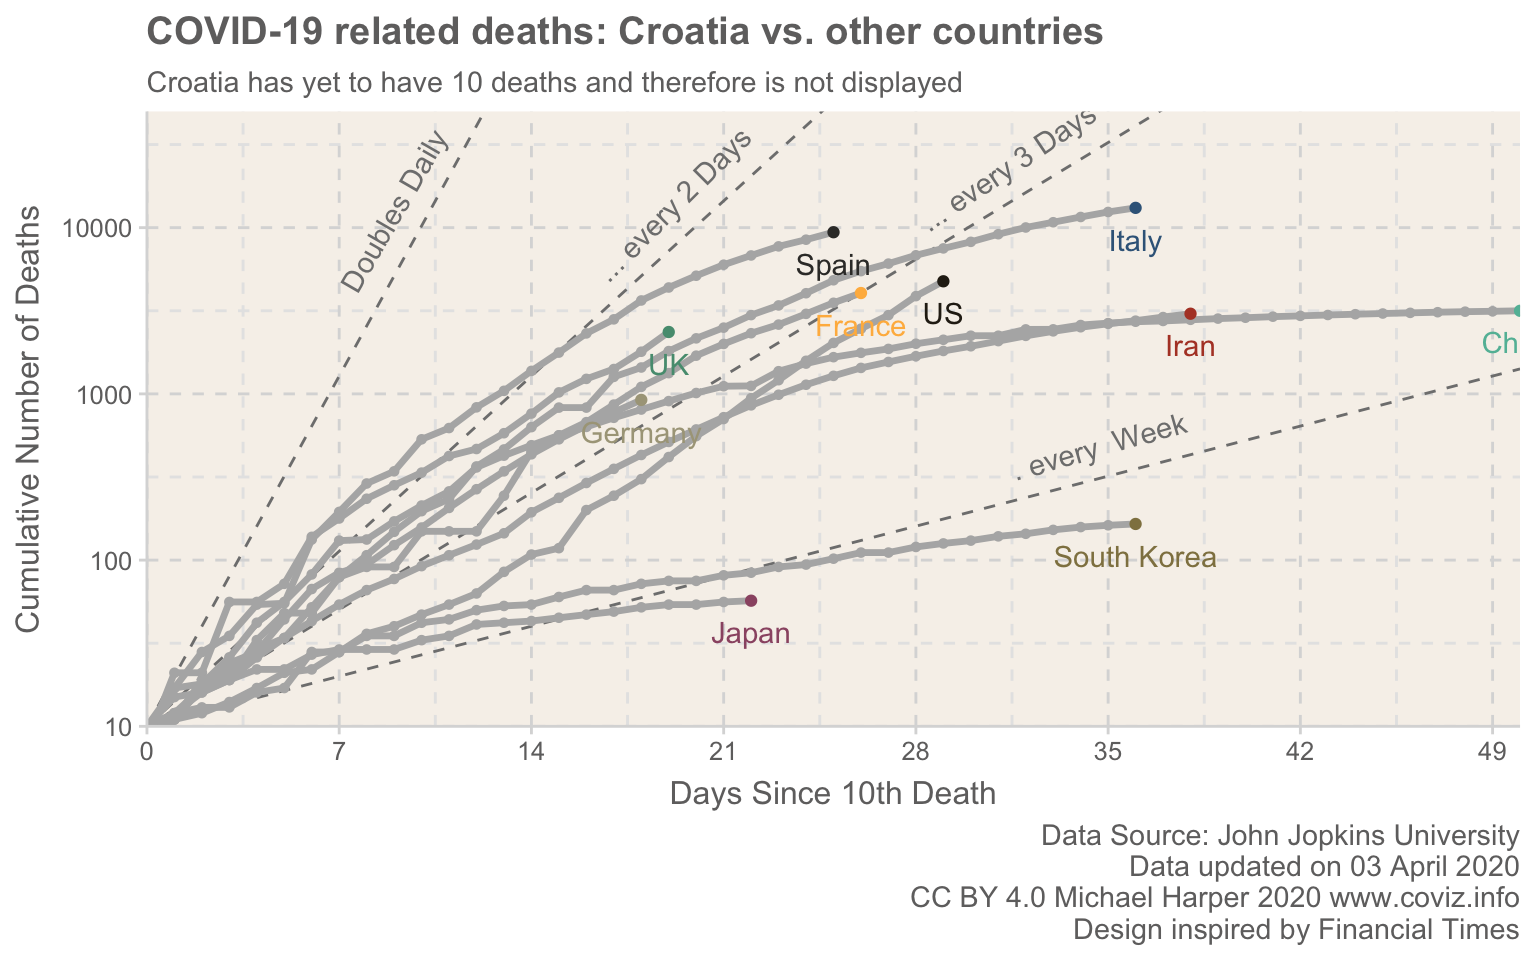 COVID-19 related deaths: Croatia vs. other countries
Croatia has yet to have 10 deaths and therefore is not displayed
Cumulative Number of Deaths
10000
1000
100
10
Doubles Daily
... every 2 Days
... every 3 Days
. every  Week
Italy
Spain
US
France
UK
Iran
Ch
Germany
South Korea
Japan
0 7 14 21 28 35 42 49
Days Since 10th Death
Data Source: John Jopkins University
Data updated on 03 April 2020
CC BY 4.0 Michael Harper 2020 www.coviz.info
Design inspired by Financial Times